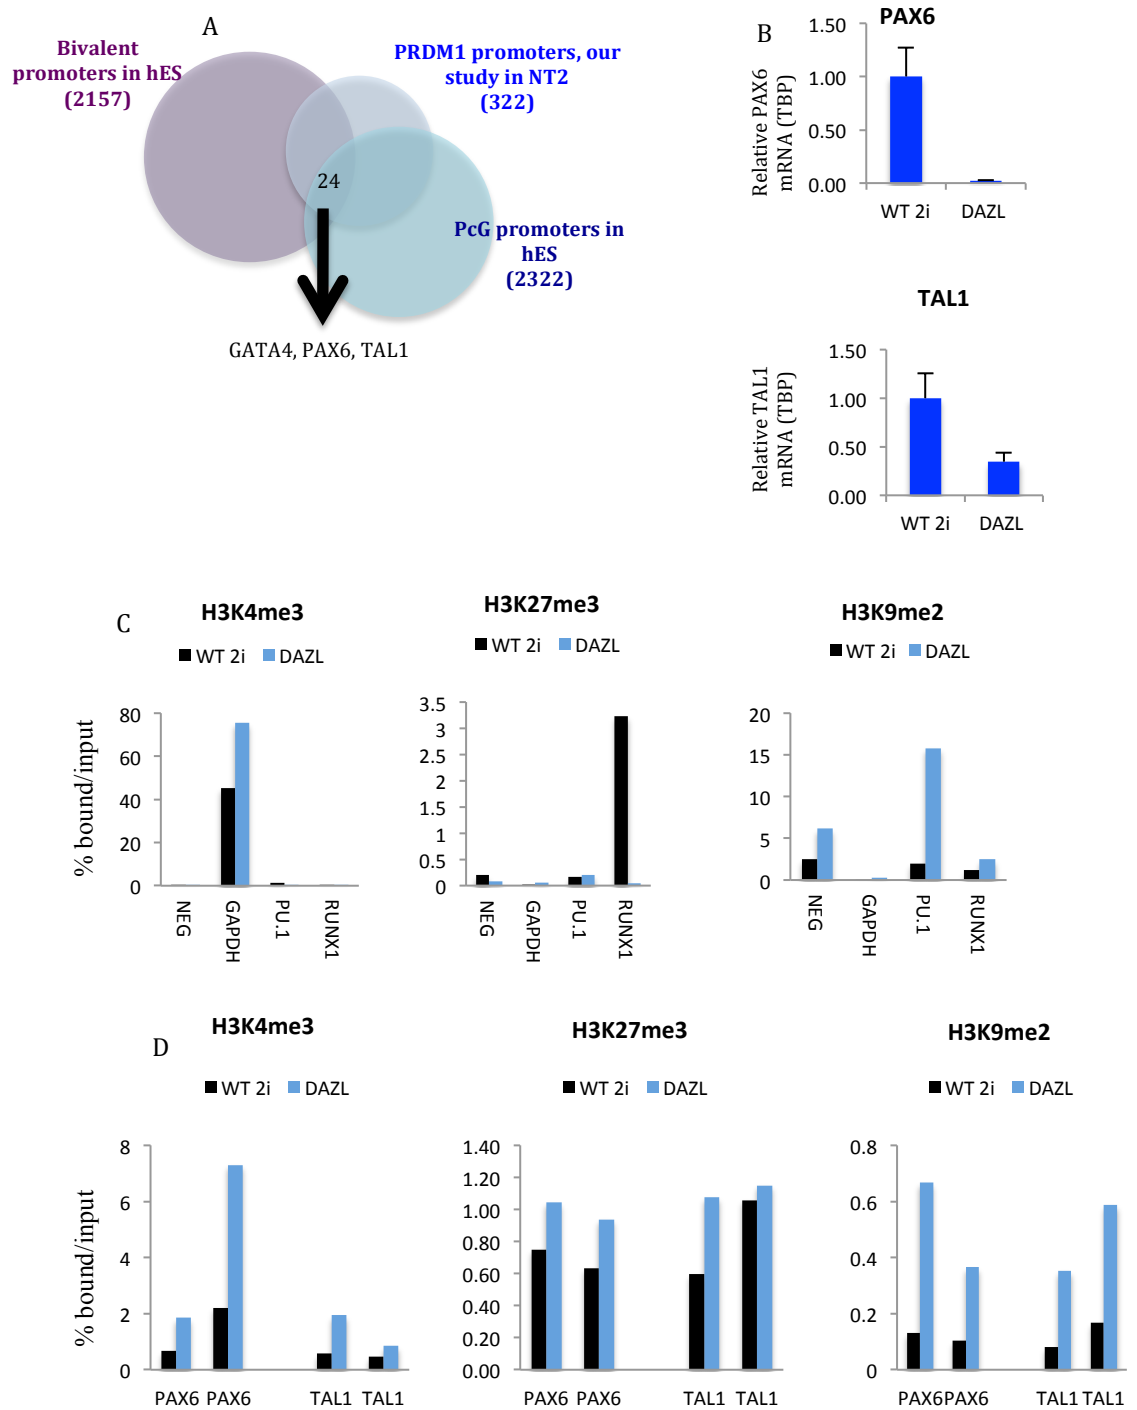 A
Bivalent
promoters in hES
(2157)
PRDM1 promoters, our
study in NT2
(322)
24
PcG promoters in
hES
(2322)
GATA4, PAX6, TAL1
B
PAX6
Relative PAX6
mRNA (TBP)
1.50
1.00
0.50
0.00
WT 2i DAZL
TAL1
Relative TAL1
mRNA (TBP)
1.50
1.00
0.50
0.00
WT 2i DAZL
C
H3K4me3
WT 2i DAZL
% bound/input
80
60
40
20
0
NEG GAPDH PU.1 RUNX1
H3K27me3
WT 2i DAZL
3.5
3
2.5
2
1.5
1
0.5
0
NEG GAPDH PU.1 RUNX1
H3K9me2
WT 2i DAZL
20
15
10
5
0
NEG GAPDH PU.1 RUNX1
D
H3K4me3
WT 2i DAZL
% bound/input
8
6
4
2
0
PAX6 PAX6 TAL1 TAL1
H3K27me3
WT 2i DAZL
1.40
1.20
1.00
0.80
0.60
0.40
0.20
0.00
PAX6 PAX6 TAL1 TAL1
H3K9me2
WT 2i DAZL
0.8
0.6
0.4
0.2
0
PAX6PAX6 TAL1 TAL1